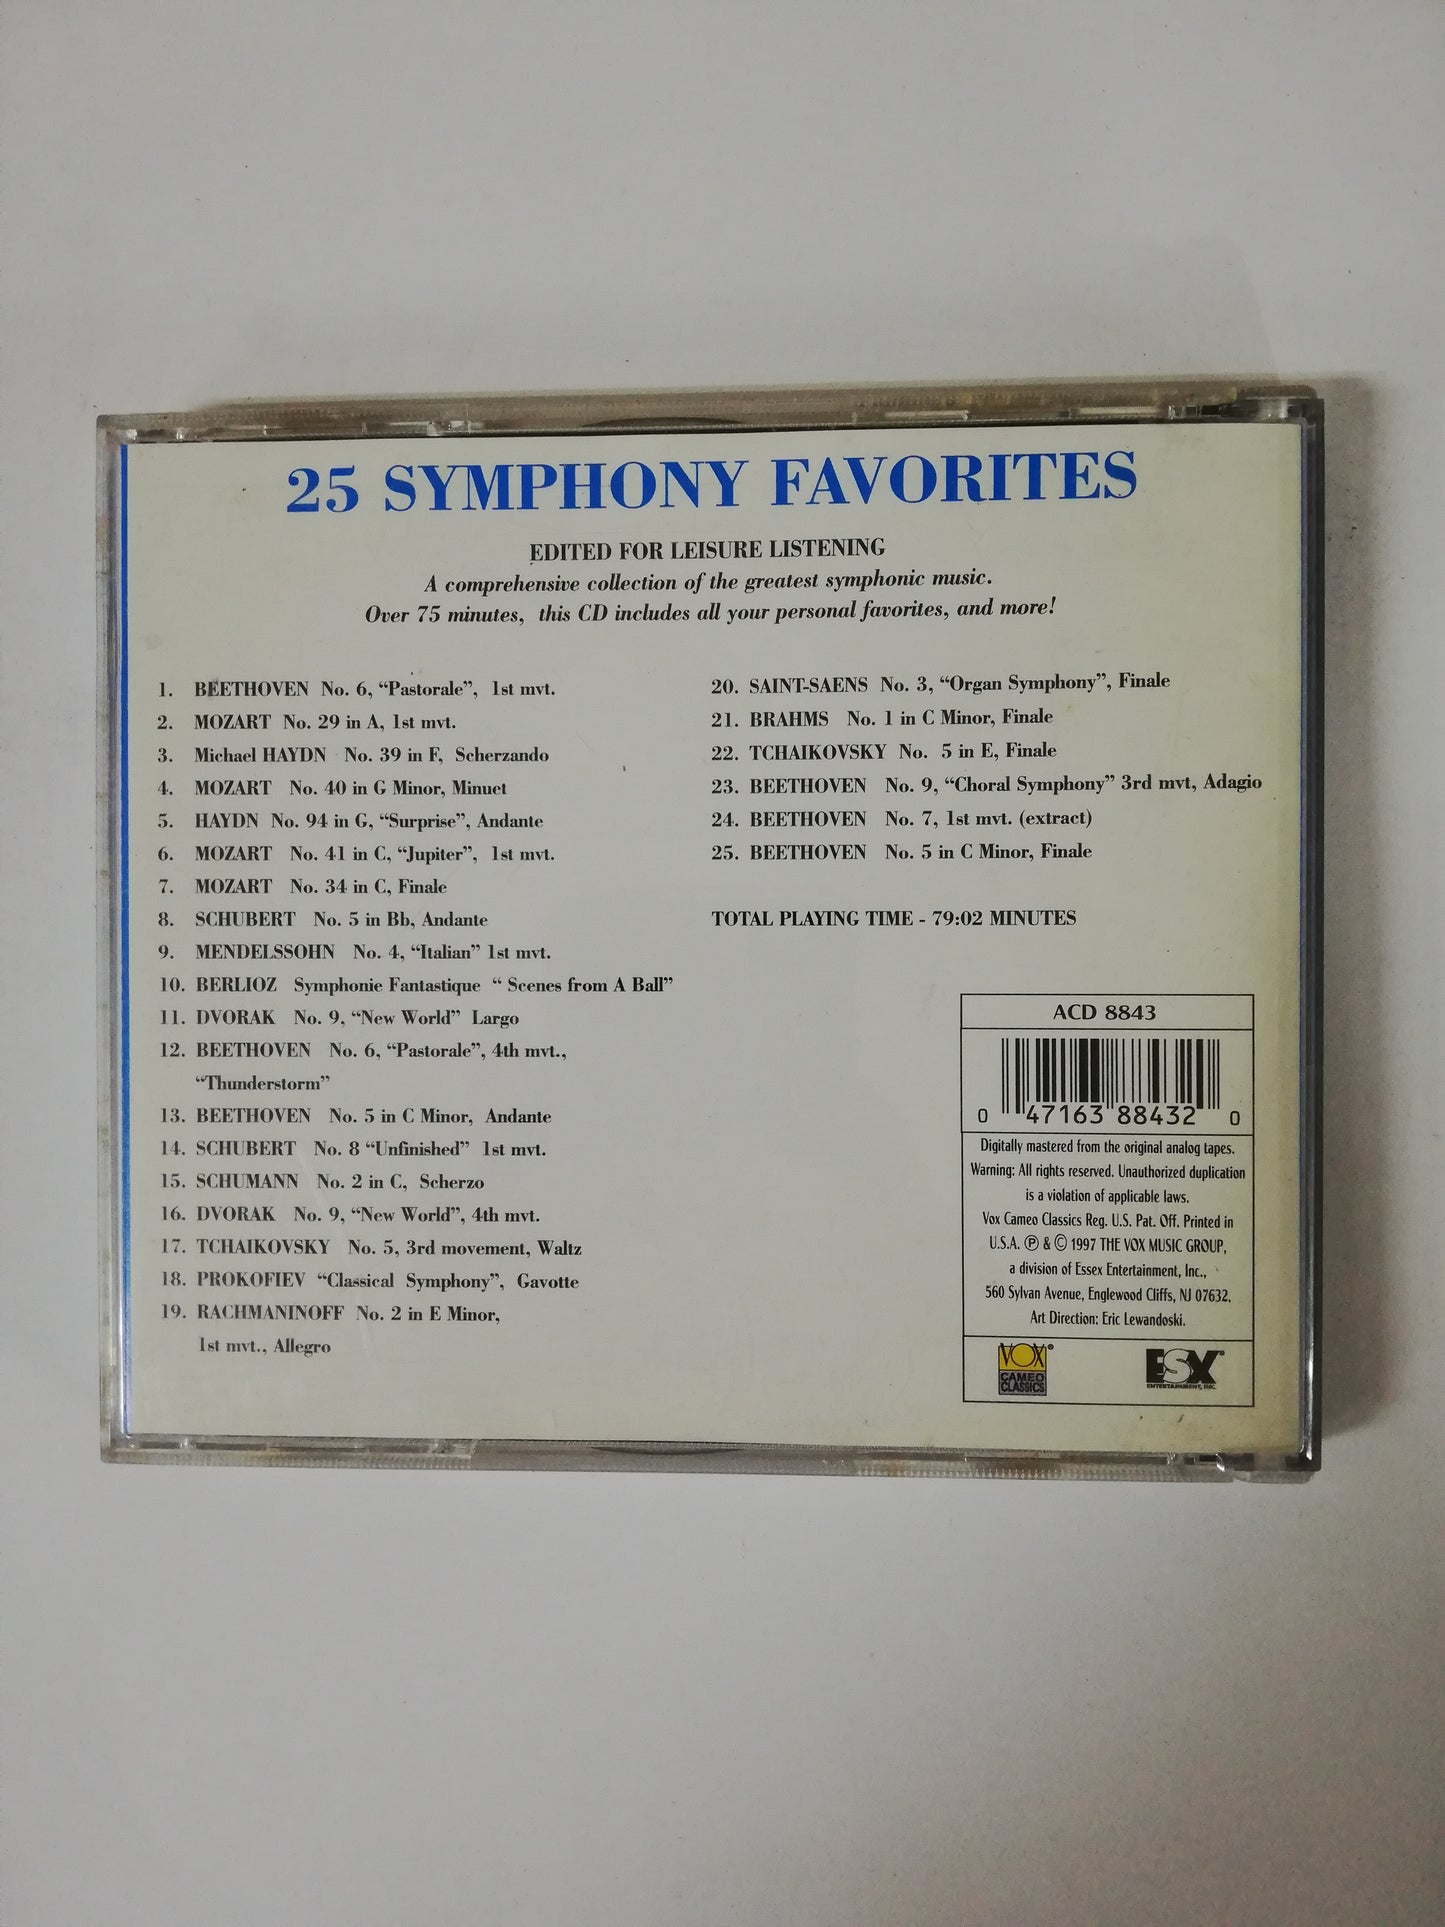 25 SYMPHONY FAVORITES
EDITED FOR LEISURE LISTENING
A comprehensive collection of the greatest symphonic music.
Over 75 minutes, this CD includes all your personal favorites, and more!
1. BEETHOVEN No. 6, “Pastorale”, 1st mvt.
2. MOZART No. 29 in A, 1st mvt.
3. Michael HAYDN No. 39 in F, Scherzando
4. MOZART No. 40 in G Minor, Minuet
5. HAYDN No. 94 in G, “Surprise”, Andante
6. MOZART No. 41 in C, “Jupiter”, 1st mvt.
7. MOZART No. 34 in C, Finale
8. SCHUBERT No. 5 in Bb, Andante
9. MENDELSSOHN No. 4, “Italian” 1st mvt.
10. BERLIOZ Symphonie Fantastique “ Scenes from A Ball”
11. DVORAK No. 9, “New World” Largo
12. BEETHOVEN No. 6, “Pastorale”, 4th mvt.,
“Thunderstorm”
13. BEETHOVEN No. 5 in C Minor, Andante
14. SCHUBERT No. 8 “Unfinished” 1st mvt.
15. SCHUMANN No. 2 in C, Scherzo
16. DVORAK No. 9, “New World”, 4th mvt.
17. TCHAIKOVSKY No. 5, 3rd movement, Waltz
18. PROKOFIEV “Classical Symphony”, Gavotte
19. RACHMANINOFF No. 2 in E Minor,
1st mvt., Allegro
20. SAINT-SAENS No. 3, “Organ Symphony”, Finale
21. BRAHMS No. 1 in C Minor, Finale
22. TCHAIKOVSKY No. 5 in E, Finale
23. BEETHOVEN No. 9, “Choral Symphony” 3rd mvt, Adagio
24. BEETHOVEN No. 7, 1st mvt. (extract)
25. BEETHOVEN No. 5 in C Minor, Finale
TOTAL PLAYING TIME - 79:02 MINUTES
ACD 8843
0 47163 88432 0
Digitally mastered from the original analog tapes.
Warning: All rights reserved. Unauthorized duplication
is a violation of applicable laws.
Vox Cameo Classics Reg. U.S. Pat. Off. Printed in
U.S.A. ℗ & © 1997 THE VOX MUSIC GROUP,
a division of Essex Entertainment, Inc.,
560 Sylvan Avenue, Englewood Cliffs, NJ 07632.
Art Direction: Eric Lewandoski.
VOX®
CAMEO
CLASSICS
ESX®
ENTERTAINMENT, INC.